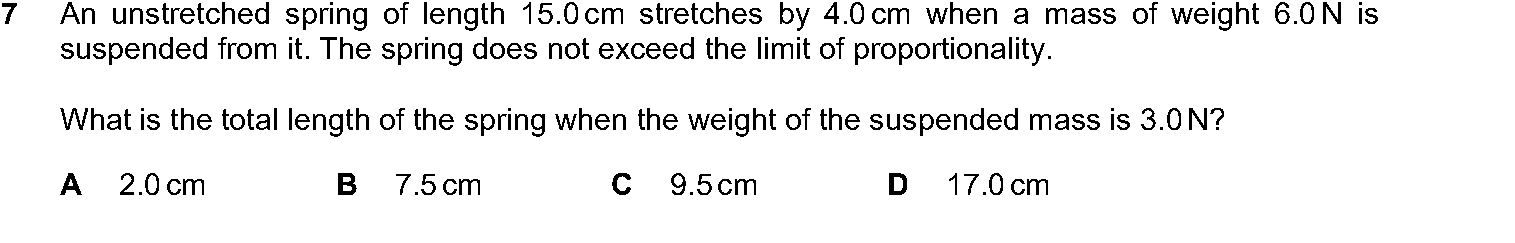 7 An unstretched spring of length 15.0 cm stretches by 4.0 cm when a mass of weight 6.0 N is
suspended from it. The spring does not exceed the limit of proportionality.
What is the total length of the spring when the weight of the suspended mass is 3.0 N?
A 2.0 cm B 7.5 cm C 9.5 cm D 17.0 cm